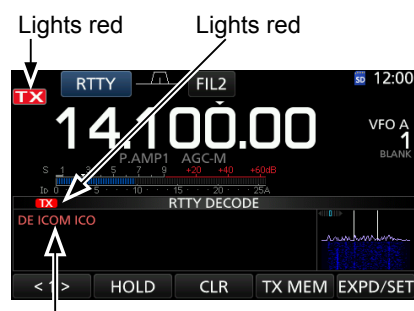 Lights red Lights red
TX RTTY FIL2 SD 12:00
14.100.00 VFO A
1
P.AMP1 AGC-M BLANK
S 1 3 5 7 9 +20 +40 +60dB
ID 0 5 10 15 20 25A
TX RTTY DECODE
DE ICOM ICO
< 1 > HOLD CLR TX MEM EXPD/SET